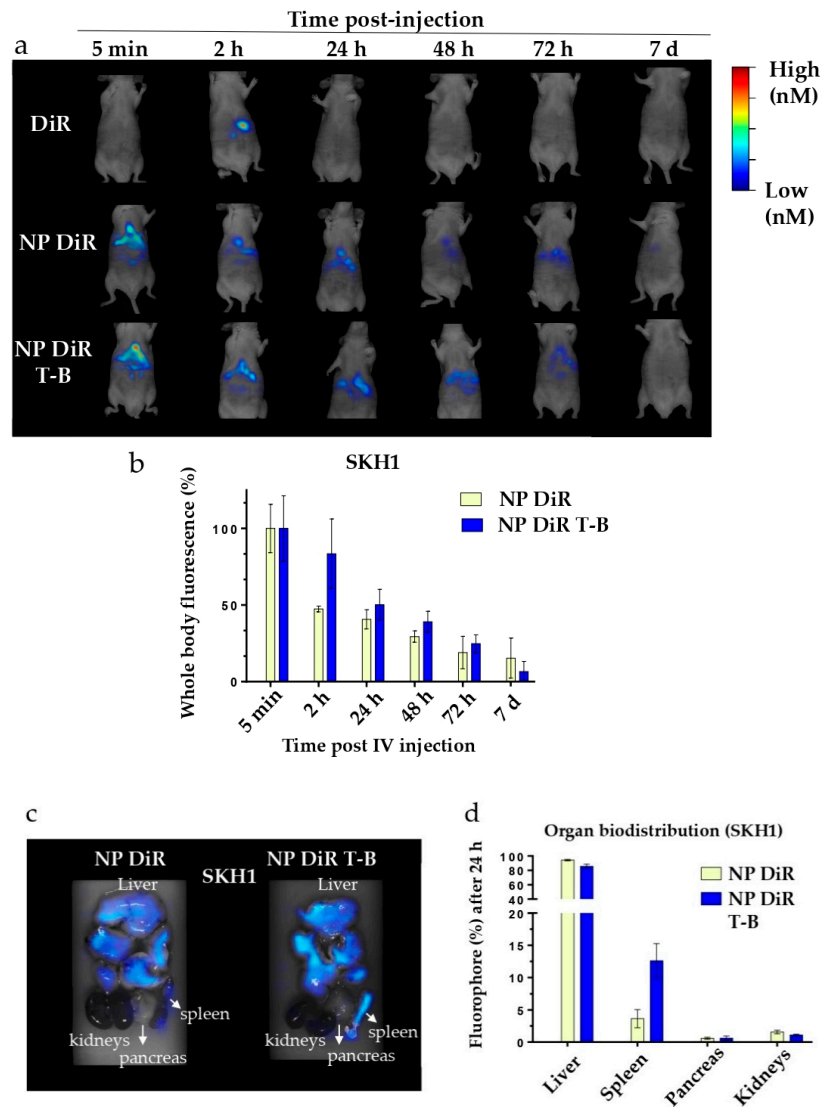 Time post-injection
a
5 min 2 h 24 h 48 h 72 h 7 d
High
(nM)
Low
(nM)
DiR
NP DiR
NP DiR
T-B
b
SKH1
Whole body fluorescence (%)
100
50
0
NP DiR
NP DiR T-B
5 min 2 h 24 h 48 h 72 h 7 d
Time post IV injection
c
NP DiR
SKH1
NP DiR T-B
Liver
Liver
spleen
kidneys
pancreas
spleen
kidneys
pancreas
d
Organ biodistribution (SKH1)
Fluorophore (%) after 24 h
100
80
60
40
20
15
10
5
0
NP DiR
NP DiR
T-B
Liver Spleen Pancreas Kidneys